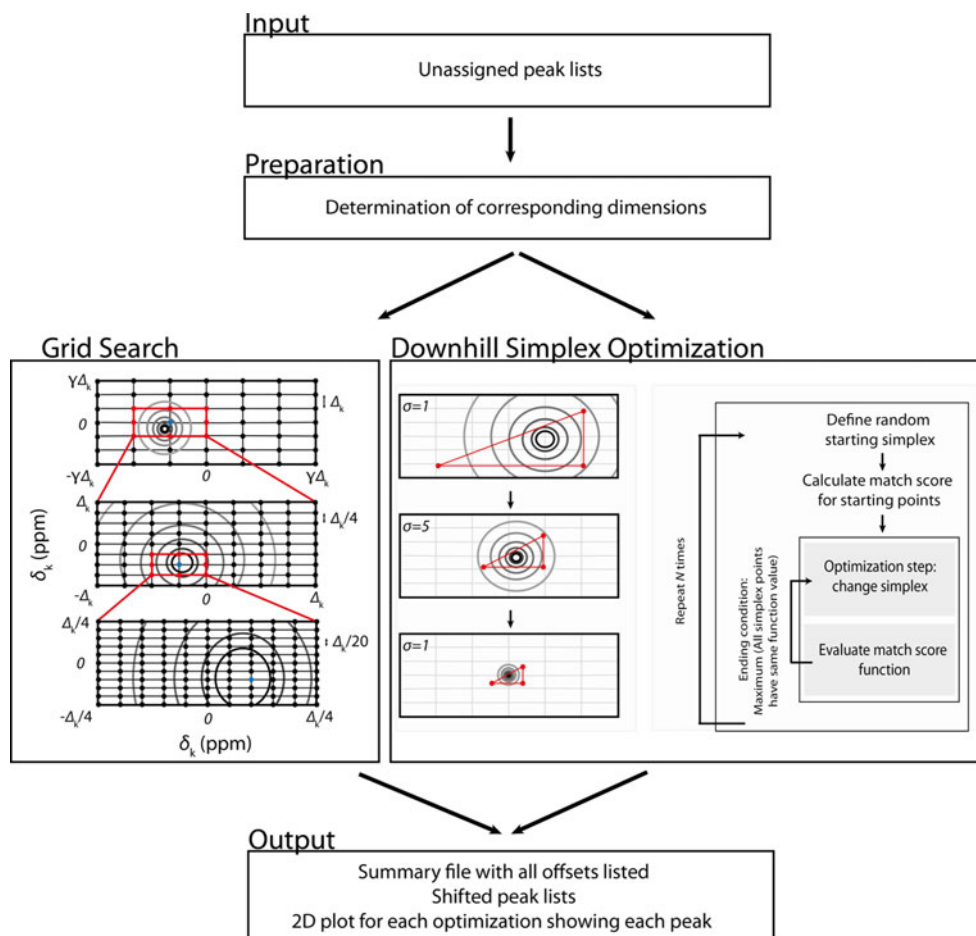 Input
Unassigned peak lists
Preparation
Determination of corresponding dimensions
Grid Search
γΔk
0
-γΔk
0
γΔk
Δk
Δk
0
-Δk
0
Δk
Δk/4
Δk/4
0
-Δk/4
0
Δk/4
Δk/20
δk (ppm)
δk (ppm)
Downhill Simplex Optimization
σ=1
σ=5
σ=1
Repeat N times
Ending condition:
Maximum (All simplex points
have same function value)
Define random
starting simplex
Calculate match score
for starting points
Optimization step:
change simplex
Evaluate match score
function
Output
Summary file with all offsets listed
Shifted peak lists
2D plot for each optimization showing each peak